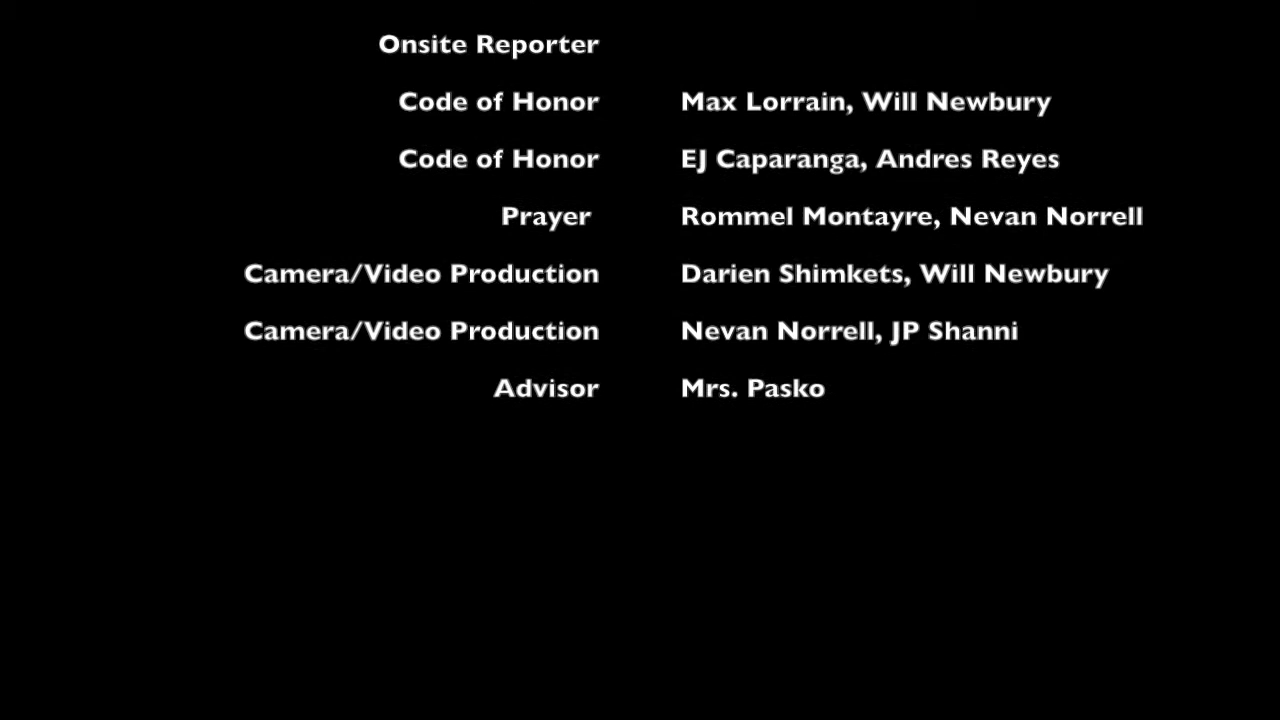 Onsite Reporter
Code of Honor Max Lorrain, Will Newbury
Code of Honor EJ Caparanga, Andres Reyes
Prayer Rommel Montayre, Nevan Norrell
Camera/Video Production Darien Shimkets, Will Newbury
Camera/Video Production Nevan Norrell, JP Shanni
Advisor Mrs. Pasko